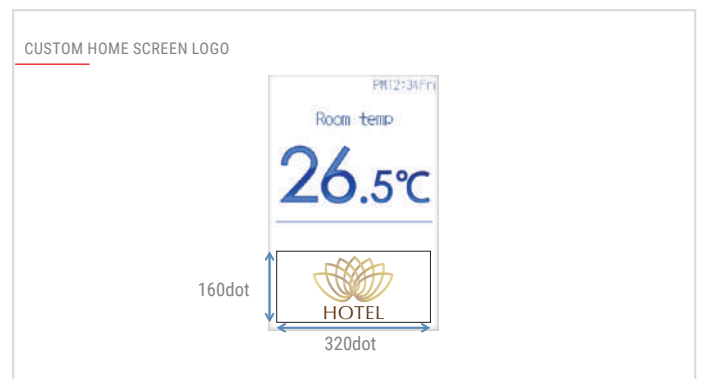 CUSTOM HOME SCREEN LOGO
PM12:34Fri
Room temp
26.5°C
160dot
HOTEL
320dot